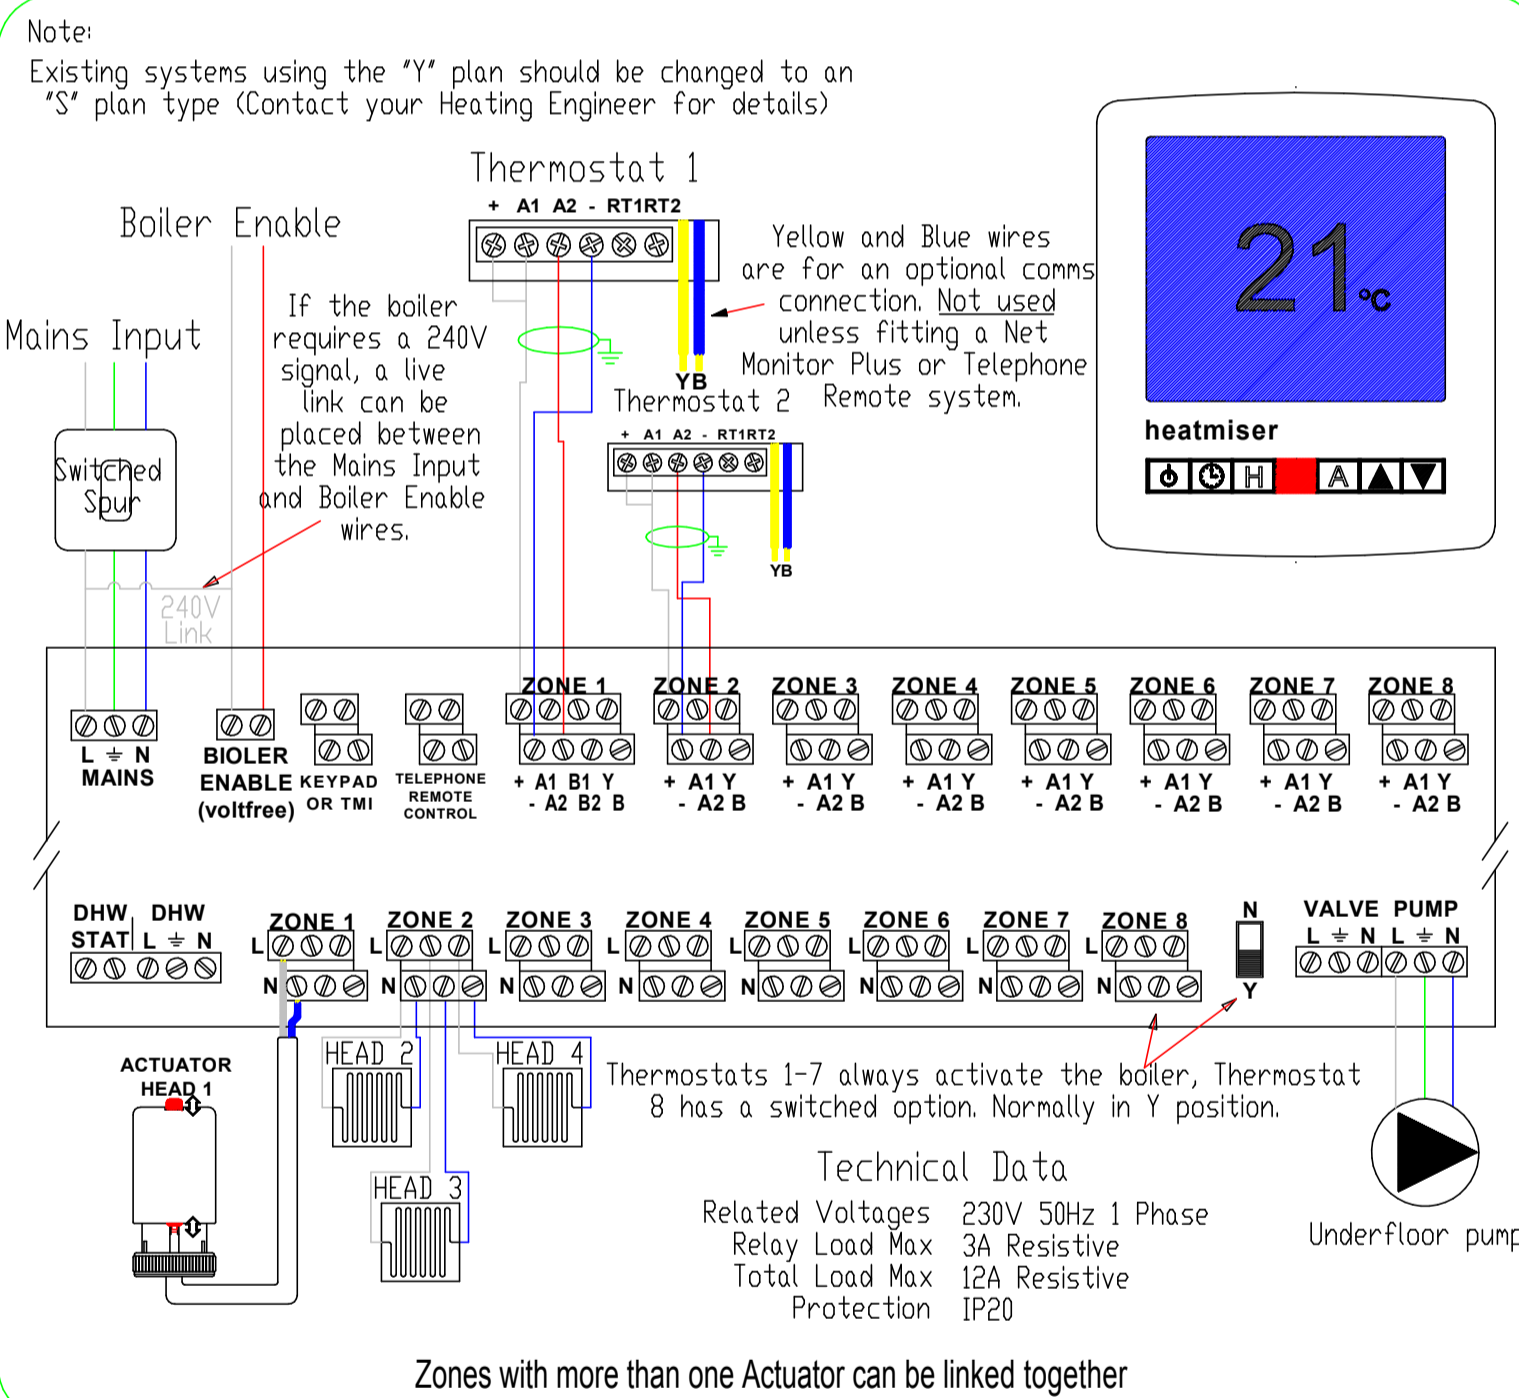 Note:
Existing systems using the "Y" plan should be changed to an
"S" plan type (Contact your Heating Engineer for details)
Thermostat 1
+ A1 A2 - RT1RT2
Boiler Enable
Mains Input
If the boiler
requires a 240V
signal, a live
link can be
placed between
the Mains Input
and Boiler Enable
wires.
Yellow and Blue wires
are for an optional comms
connection. Not used
unless fitting a Net
Monitor Plus or Telephone
Remote system.
YB
Thermostat 2
+ A1 A2 - RT1RT2
YB
21°C
heatmiser
H A
Switched
Spur
240V
Link
L N
MAINS
BIOLER
ENABLE
(voltfree)
KEYPAD
OR TMI
TELEPHONE
REMOTE
CONTROL
ZONE 1
+ A1 B1 Y
- A2 B2 B
ZONE 2
+ A1 Y
- A2 B
ZONE 3
+ A1 Y
- A2 B
ZONE 4
+ A1 Y
- A2 B
ZONE 5
+ A1 Y
- A2 B
ZONE 6
+ A1 Y
- A2 B
ZONE 7
+ A1 Y
- A2 B
ZONE 8
+ A1 Y
- A2 B
DHW
STAT
DHW
L N
ZONE 1
L
N
ZONE 2
L
N
ZONE 3
L
N
ZONE 4
L
N
ZONE 5
L
N
ZONE 6
L
N
ZONE 7
L
N
ZONE 8
L
N
N
Y
VALVE PUMP
L N L N
ACTUATOR
HEAD 1
HEAD 2
HEAD 4
HEAD 3
Thermostats 1-7 always activate the boiler, Thermostat
8 has a switched option. Normally in Y position.
Technical Data
Related Voltages 230V 50Hz 1 Phase
Relay Load Max 3A Resistive
Total Load Max 12A Resistive
Protection IP20
Underfloor pump
Zones with more than one Actuator can be linked together